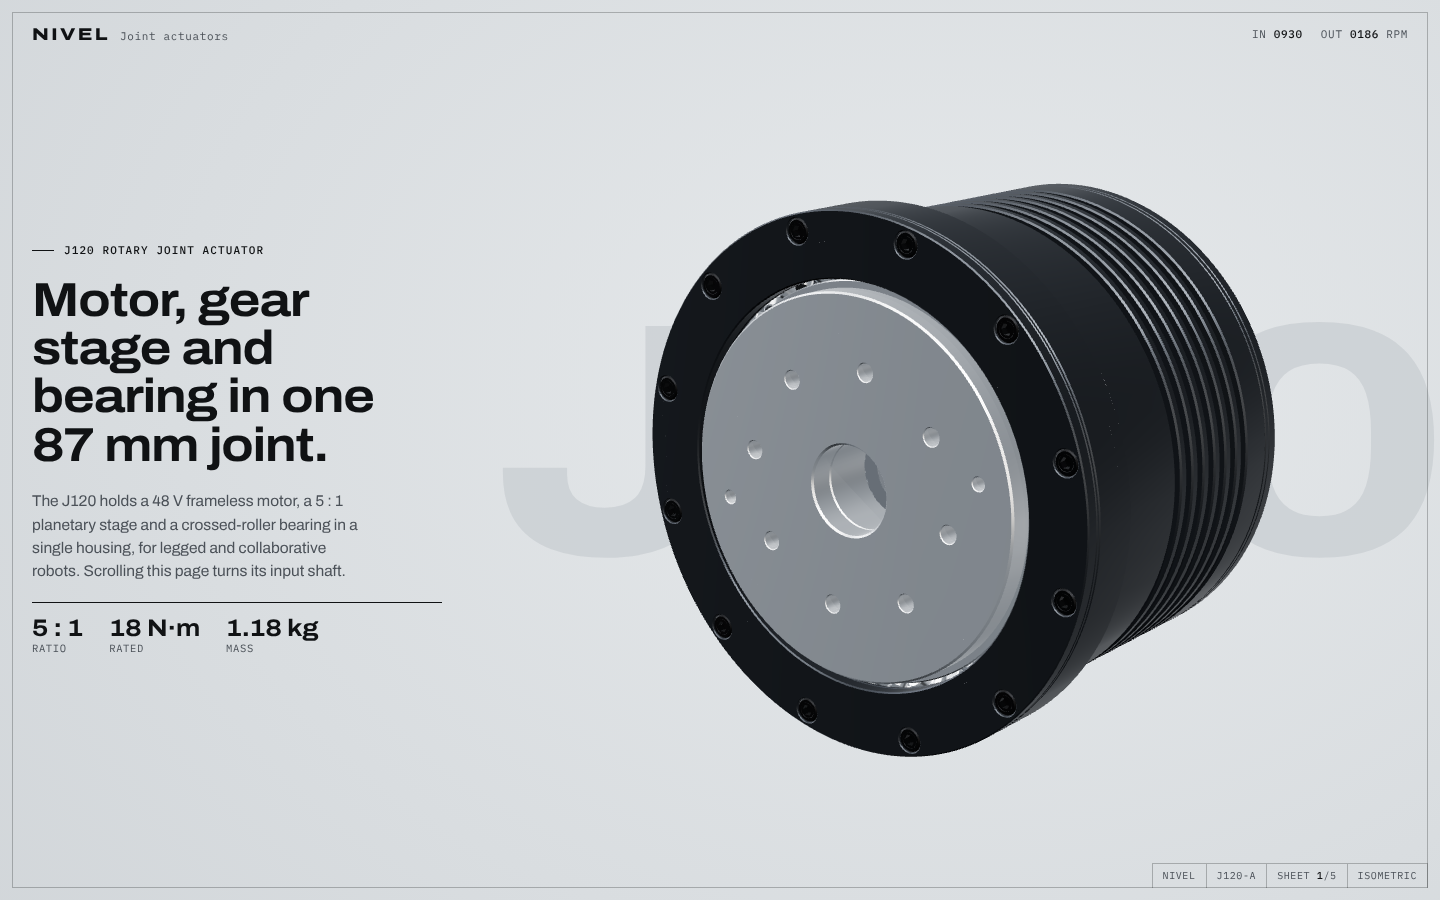 NIVEL Joint actuators
IN 0930 OUT 0186 RPM
J120 ROTARY JOINT ACTUATOR
Motor, gear
stage and
bearing in one
87 mm joint.
The J120 holds a 48 V frameless motor, a 5 : 1
planetary stage and a crossed-roller bearing in a
single housing, for legged and collaborative
robots. Scrolling this page turns its input shaft.
5 : 1 18 N·m 1.18 kg
RATIO RATED MASS
NIVEL J120-A SHEET 1/5 ISOMETRIC